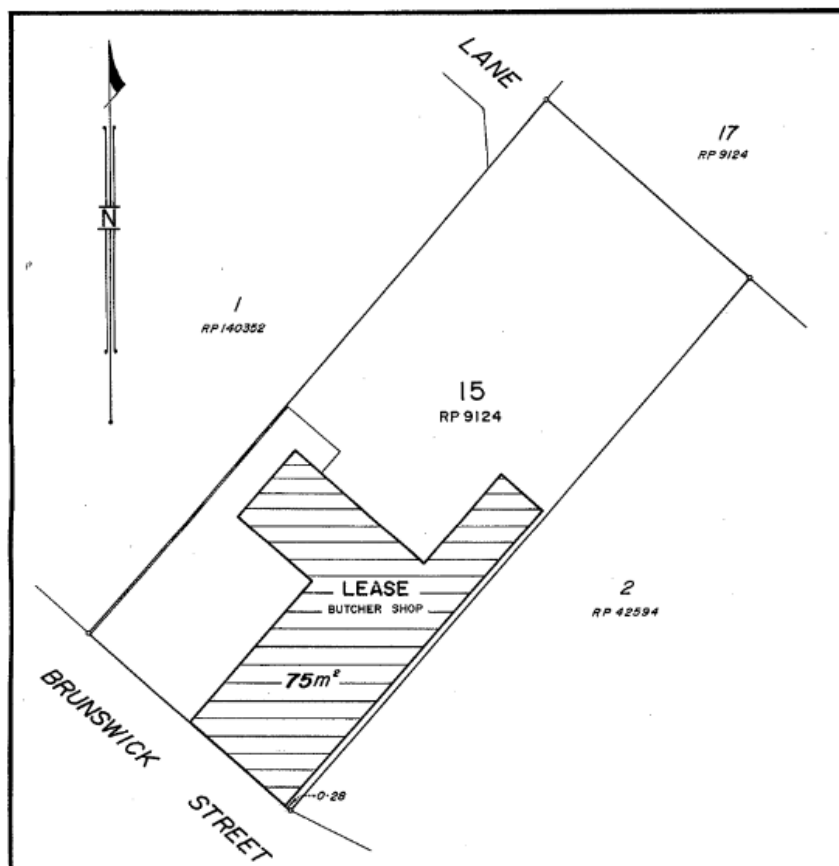 LANE
17
RP 9124
N
1
RP 140352
15
RP 9124
LEASE
BUTCHER SHOP
2
RP 42594
75m²
BRUNSWICK
STREET
0·28